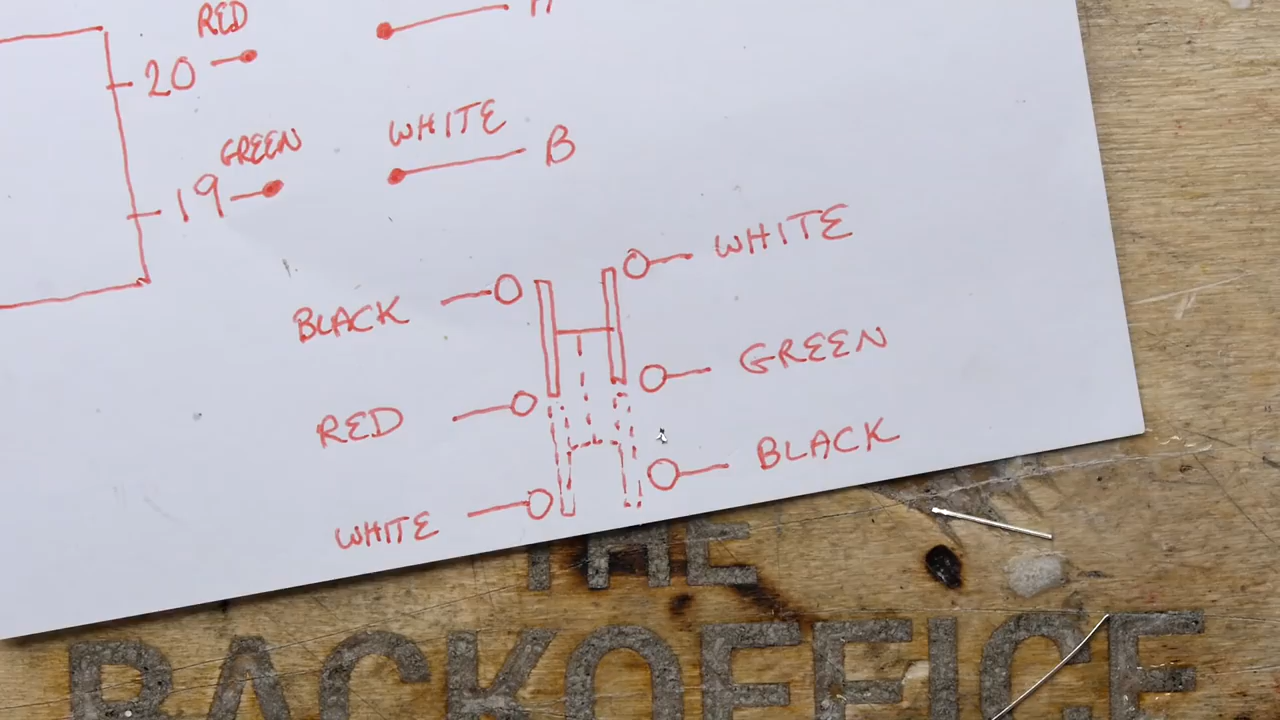 RED
20
GREEN
WHITE
19
B
WHITE
BLACK
GREEN
RED
BLACK
WHITE
THE
BACKOFFICE